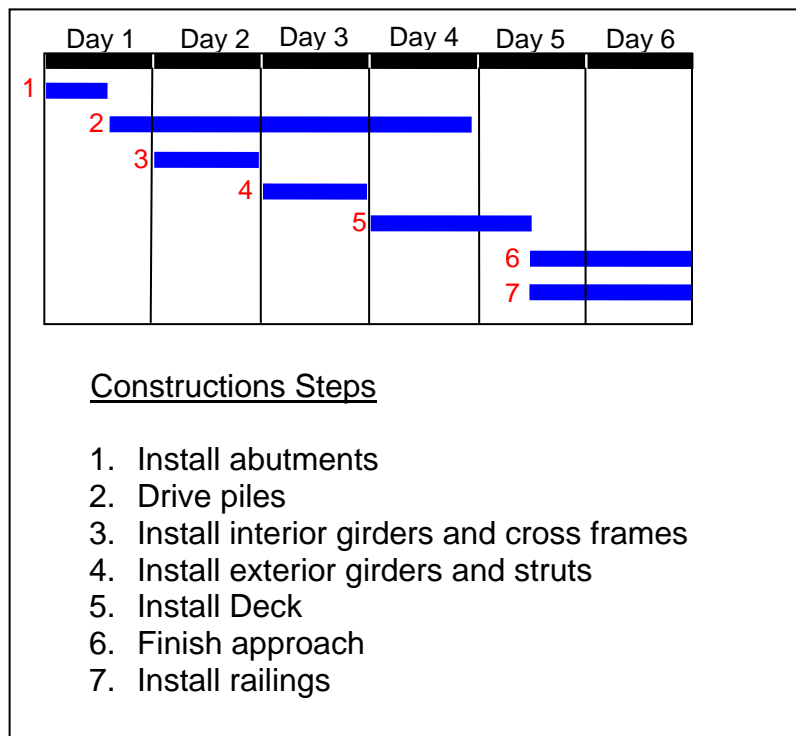 Day 1 Day 2 Day 3 Day 4 Day 5 Day 6
1
2
3
4
5
6
7
Constructions Steps
1. Install abutments
2. Drive piles
3. Install interior girders and cross frames
4. Install exterior girders and struts
5. Install Deck
6. Finish approach
7. Install railings